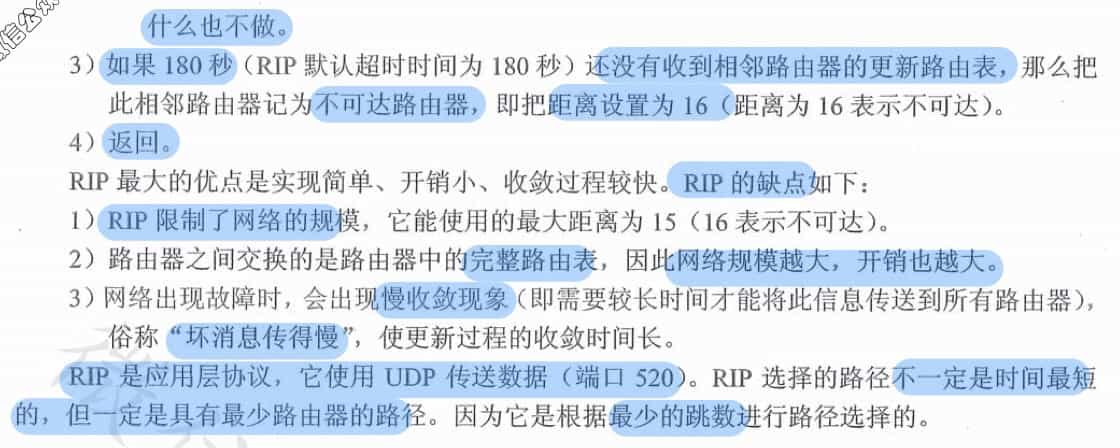 什么也不做。
3）如果 180 秒（RIP 默认超时时间为 180 秒）还没有收到相邻路由器的更新路由表，那么把
此相邻路由器记为不可达路由器，即把距离设置为 16（距离为 16 表示不可达）。
4）返回。
RIP 最大的优点是实现简单、开销小、收敛过程较快。RIP 的缺点如下：
1）RIP 限制了网络的规模，它能使用的最大距离为 15（16 表示不可达）。
2）路由器之间交换的是路由器中的完整路由表，因此网络规模越大，开销也越大。
3）网络出现故障时，会出现慢收敛现象（即需要较长时间才能将此信息传送到所有路由器），
俗称“坏消息传得慢”，使更新过程的收敛时间长。
RIP 是应用层协议，它使用 UDP 传送数据（端口 520）。RIP 选择的路径不一定是时间最短
的，但一定是具有最少路由器的路径。因为它是根据最少的跳数进行路径选择的。